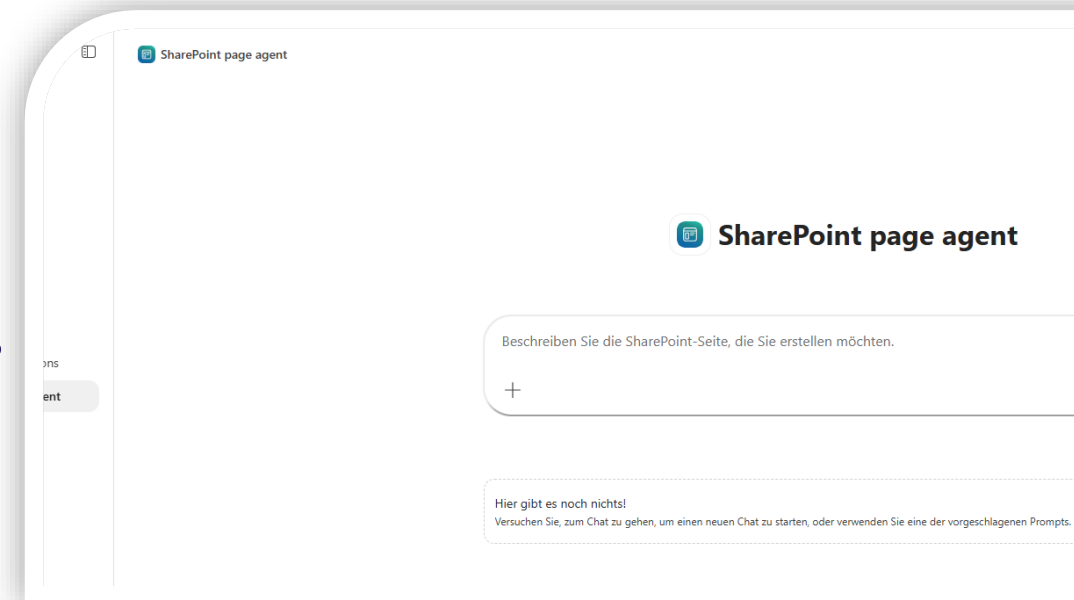 SharePoint page agent
SharePoint page agent
Beschreiben Sie die SharePoint-Seite, die Sie erstellen möchten.
ons
ent
Hier gibt es noch nichts!
Versuchen Sie, zum Chat zu gehen, um einen neuen Chat zu starten, oder verwenden Sie eine der vorgeschlagenen Prompts.